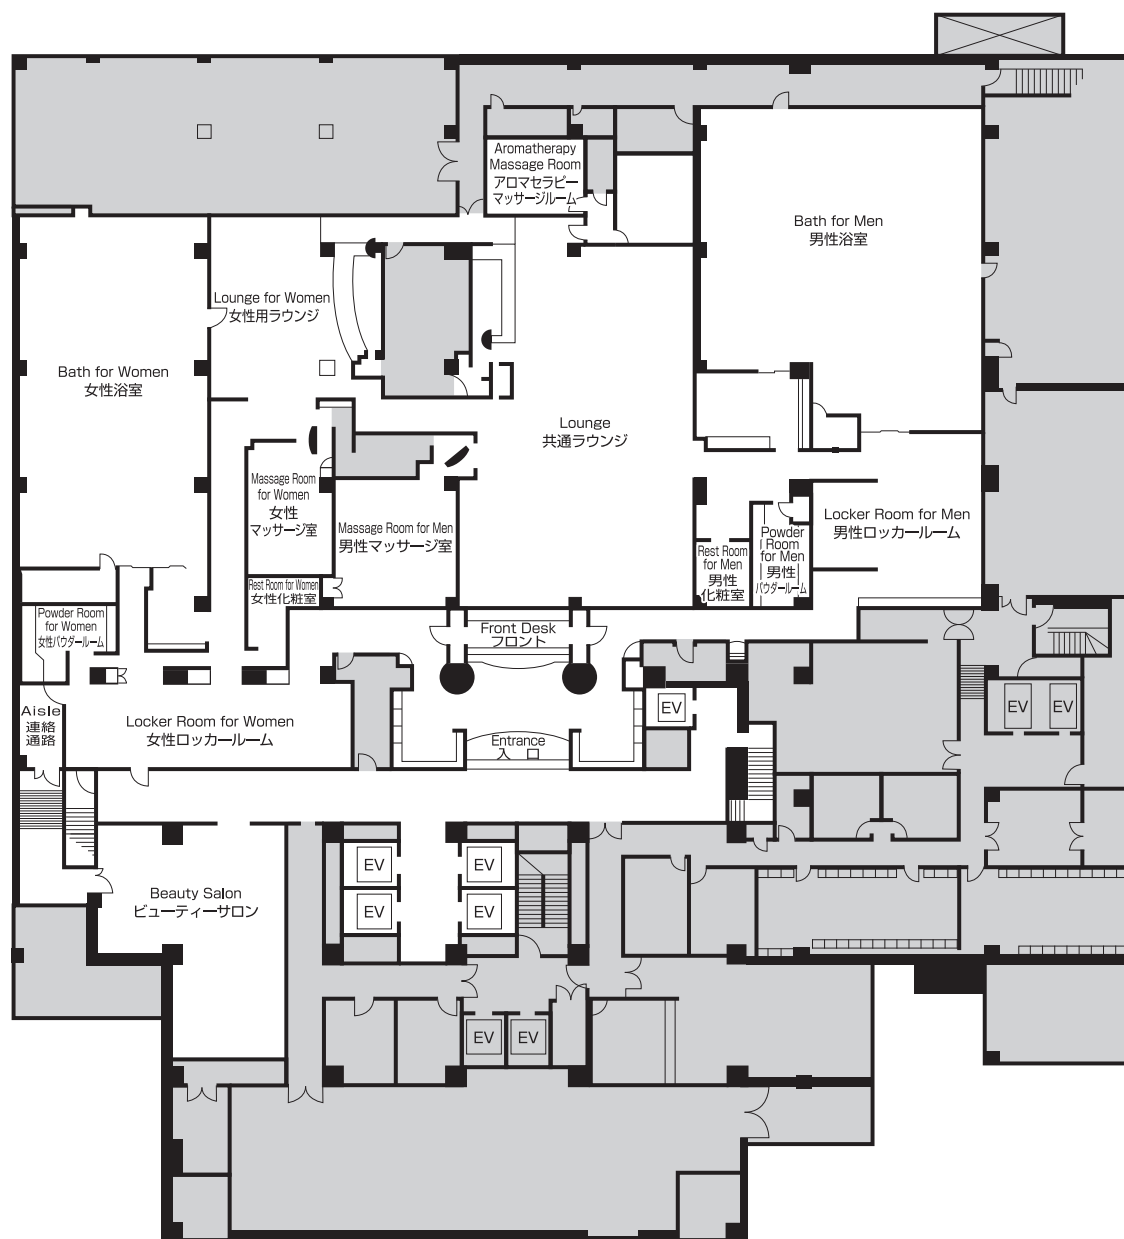 Aromatherapy
Massage Room
アロマセラピー
マッサージルーム
Bath for Men
男性浴室
Lounge for Women
女性用ラウンジ
Bath for Women
女性浴室
Lounge
共通ラウンジ
Massage Room
for Women
女性
マッサージ室
Massage Room for Men
男性マッサージ室
Locker Room for Men
男性ロッカールーム
Powder
Room
for Men
男性
パウダールーム
Rest Room
for Men
男性
化粧室
Rest Room for Women
女性化粧室
Powder Room
for Women
女性パウダールーム
Front Desk
フロント
Aisle
連絡
通路
Locker Room for Women
女性ロッカールーム
Entrance
入 口
EV
EV
EV
Beauty Salon
ビューティーサロン
EV
EV
EV
EV
EV
EV